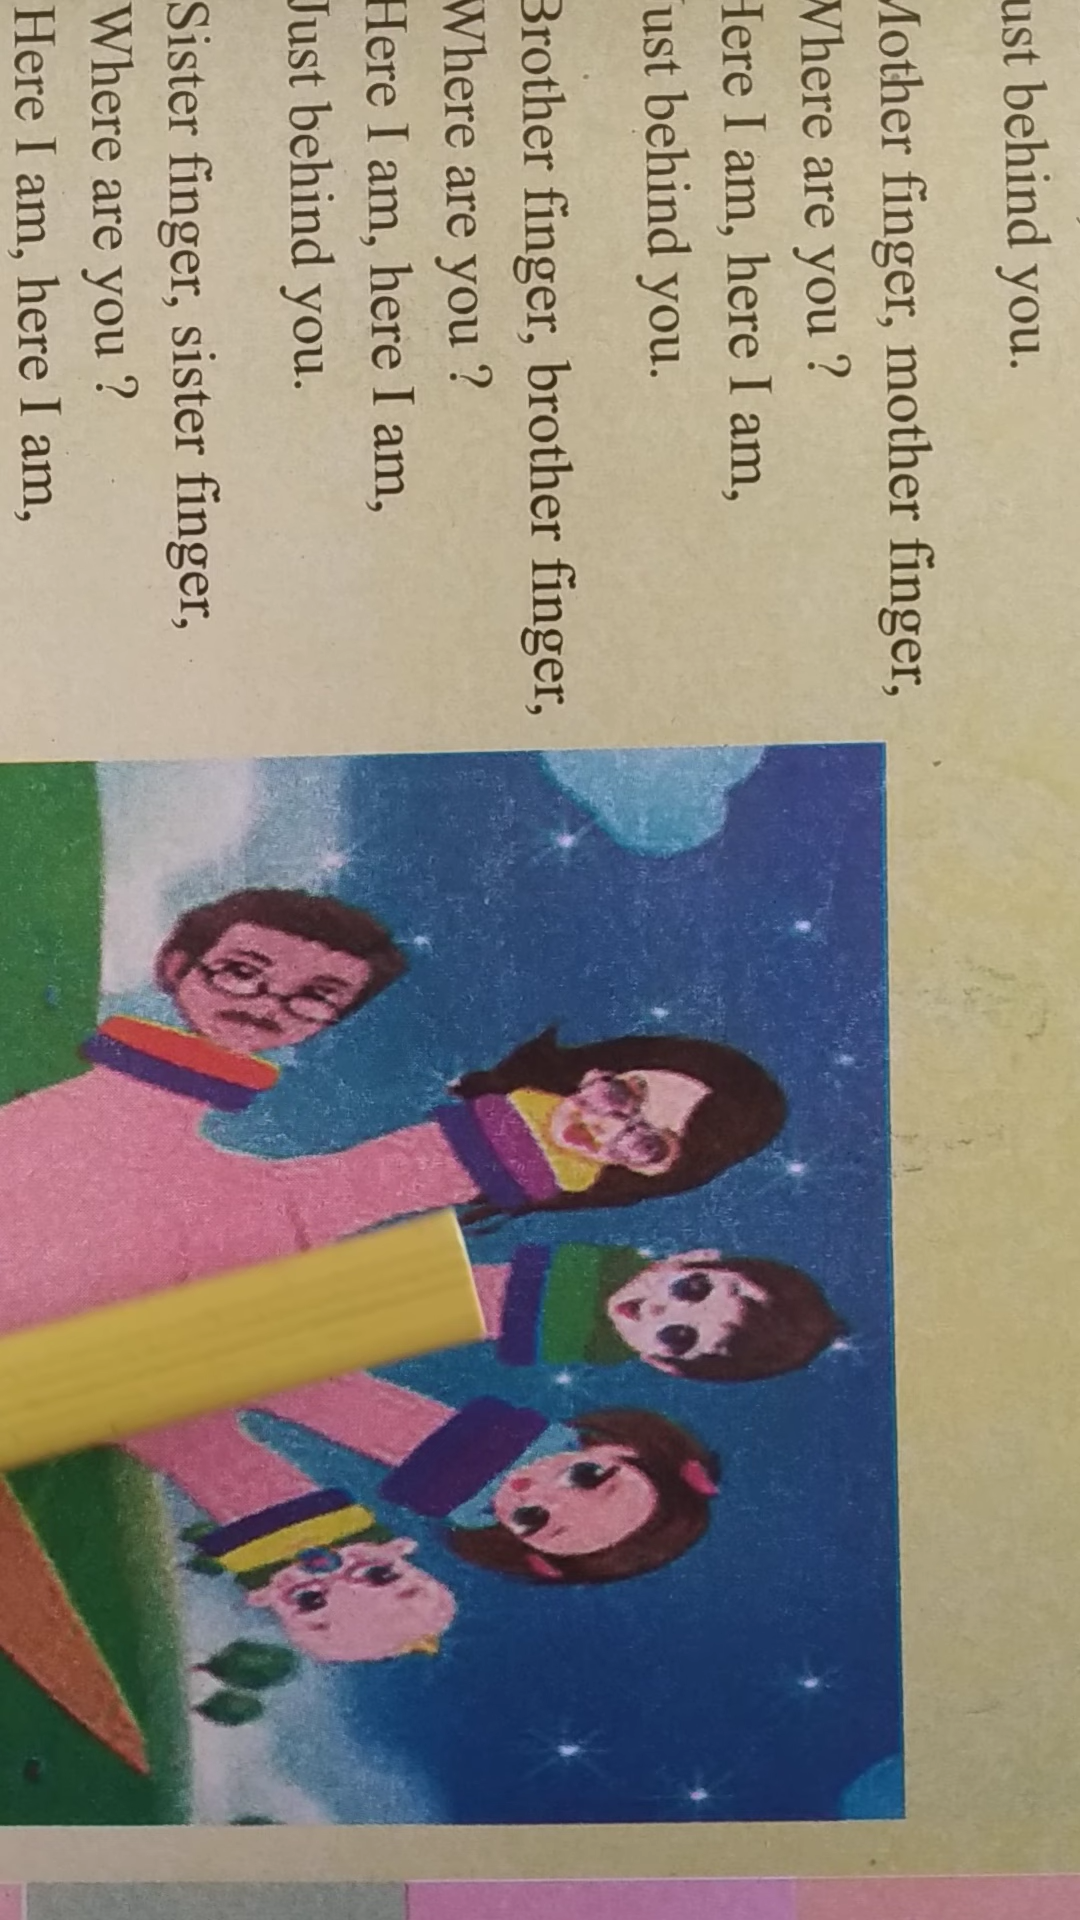 ust behind you.
Mother finger, mother finger,
Where are you ?
Here I am, here I am,
ust behind you.
Brother finger, brother finger,
Where are you ?
Here I am, here I am,
Just behind you.
Sister finger, sister finger,
Where are you ?
Here I am, here I am,